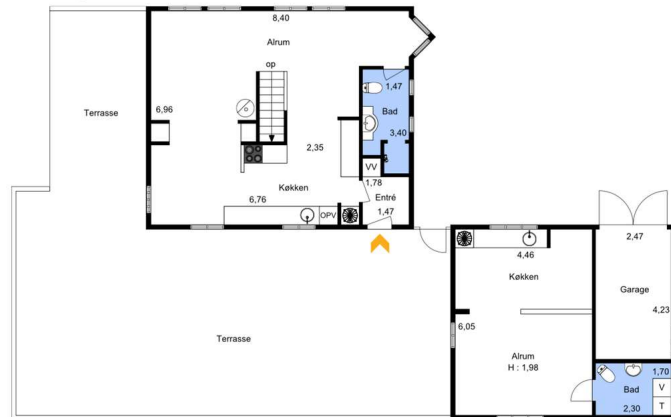 8,40
Alrum
op
1,47
Terrasse
6,96
Bad
3,40
2,35
VV
1,78
Køkken
Entré
6,76
1,47
OPV
2,47
4,46
Køkken
Garage
4,23
6,05
Terrasse
Alrum
H : 1,98
1,70
Bad
V
2,30
T